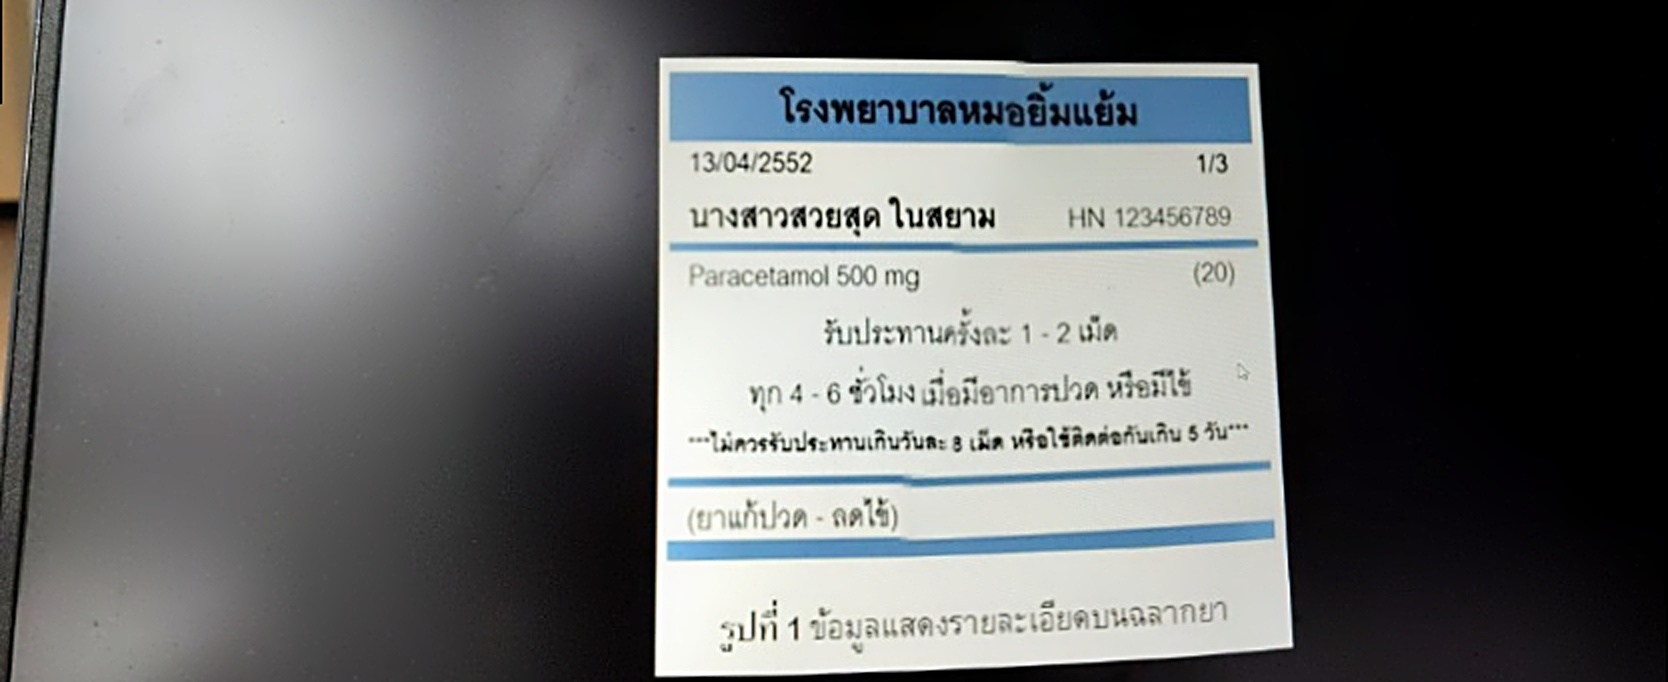 โรงพยาบาลหมอยิ้มแย้ม
13/04/2552 1/3
นางสาวสวยสุด ในสยาม HN 123456789
Paracetamol 500 mg (20)
รับประทานครั้งละ 1 - 2 เม็ด
ทุก 4 - 6 ชั่วโมง เมื่อมีอาการปวด หรือมีไข้
***ไม่ควรรับประทานเกินวันละ 8 เม็ด หรือใช้ติดต่อกันเกิน 5 วัน***
(ยาแก้ปวด - ลดไข้)
รูปที่ 1 ข้อมูลแสดงรายละเอียดบนฉลากยา